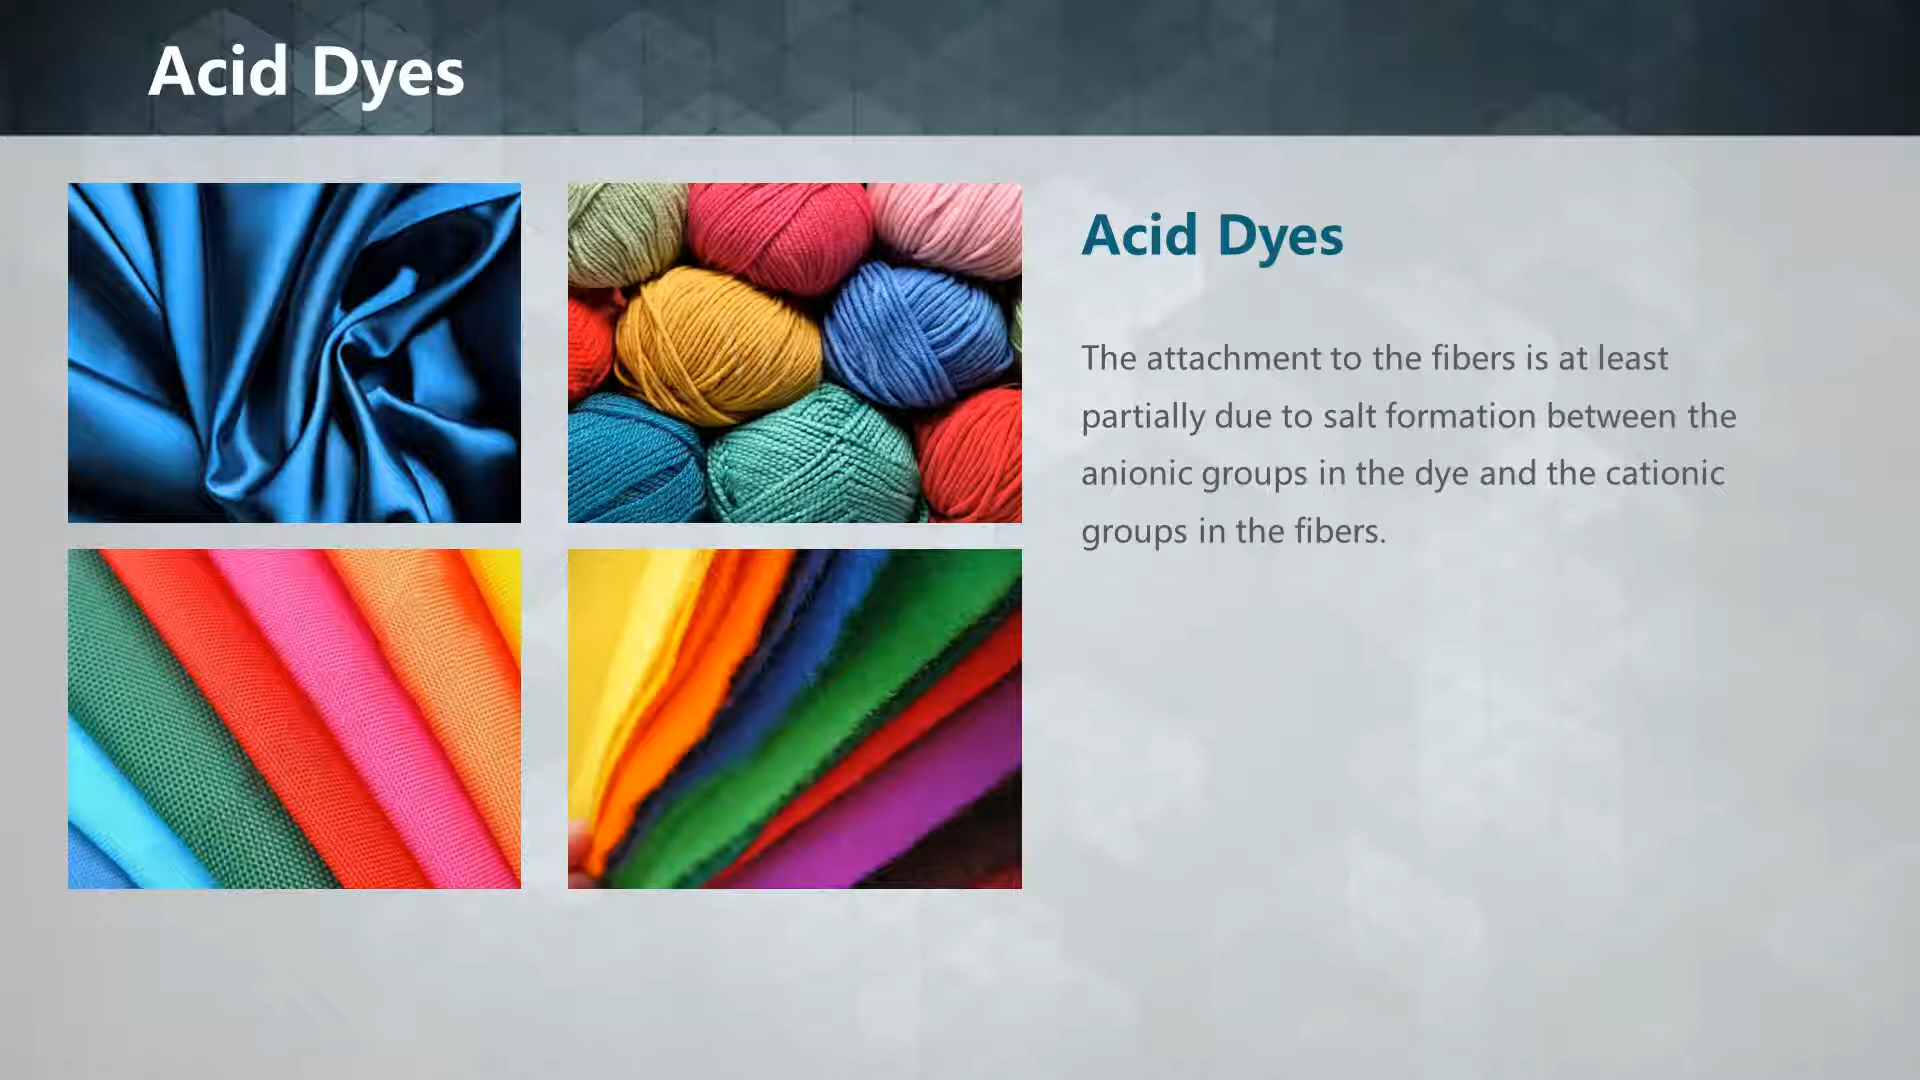 Acid Dyes
Acid Dyes
The attachment to the fibers is at least
partially due to salt formation between the
anionic groups in the dye and the cationic
groups in the fibers.